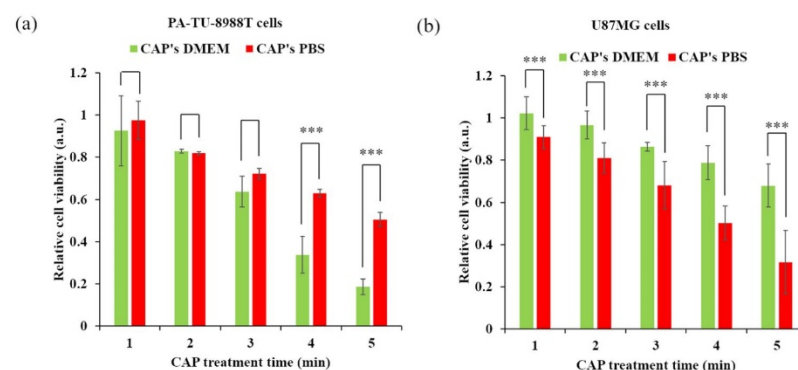 (a)
PA-TU-8988T cells
CAP's DMEM CAP's PBS
Relative cell viability (a.u.)
1.2
1
0.8
0.6
0.4
0.2
0
***
***
1 2 3 4 5
CAP treatment time (min)
(b)
U87MG cells
CAP's DMEM CAP's PBS
Relative cell viability (a.u.)
1.2
1
0.8
0.6
0.4
0.2
0
***
***
***
***
***
1 2 3 4 5
CAP treatment time (min)